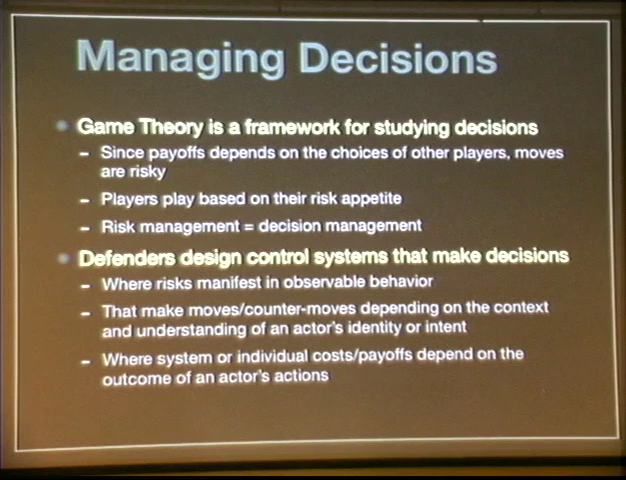 Managing Decisions
Game Theory is a framework for studying decisions
– Since payoffs depends on the choices of other players, moves
are risky
– Players play based on their risk appetite
– Risk management = decision management
Defenders design control systems that make decisions
– Where risks manifest in observable behavior
– That make moves/counter-moves depending on the context
and understanding of an actor's identity or intent
– Where system or individual costs/payoffs depend on the
outcome of an actor's actions